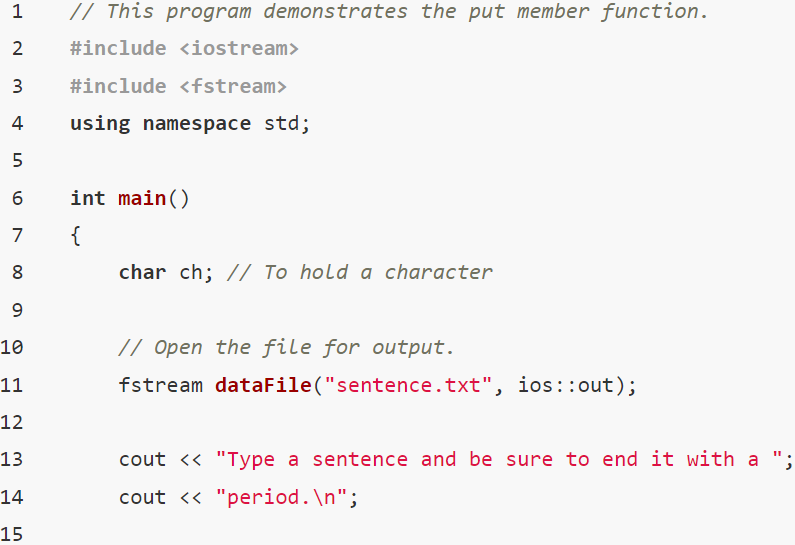 1 // This program demonstrates the put member function.
2 #include <iostream>
3 #include <fstream>
4 using namespace std;
5
6 int main()
7 {
8     char ch; // To hold a character
9
10     // Open the file for output.
11     fstream dataFile("sentence.txt", ios::out);
12
13     cout << "Type a sentence and be sure to end it with a ";
14     cout << "period.\n";
15